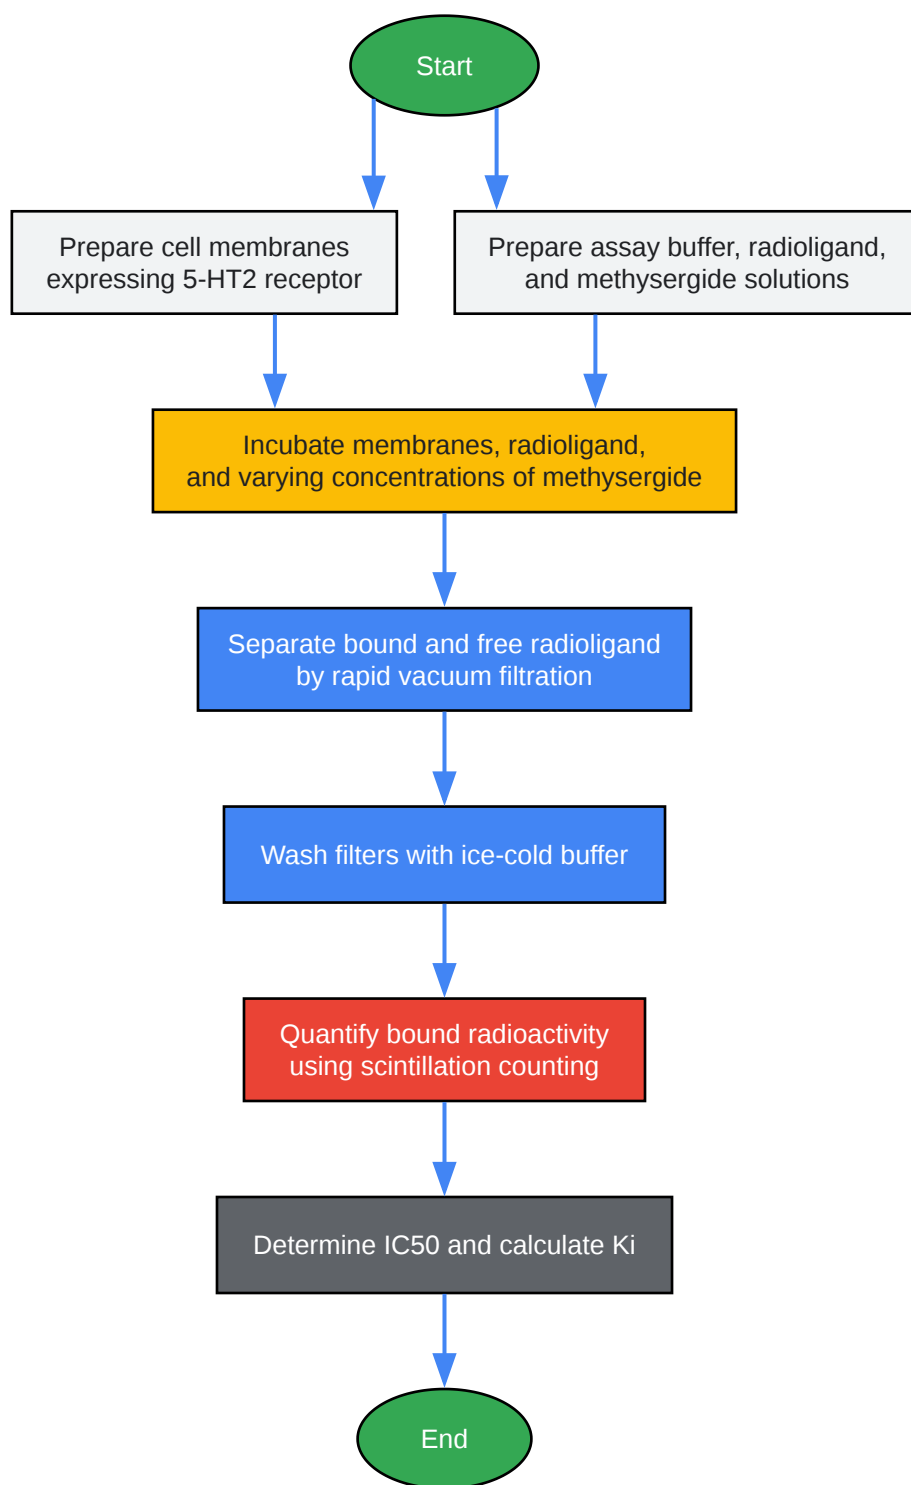 Start
Prepare cell membranes
expressing 5-HT2 receptor
Prepare assay buffer, radioligand,
and methysergide solutions
Incubate membranes, radioligand,
and varying concentrations of methysergide
Separate bound and free radioligand
by rapid vacuum filtration
Wash filters with ice-cold buffer
Quantify bound radioactivity
using scintillation counting
Determine IC50 and calculate Ki
End